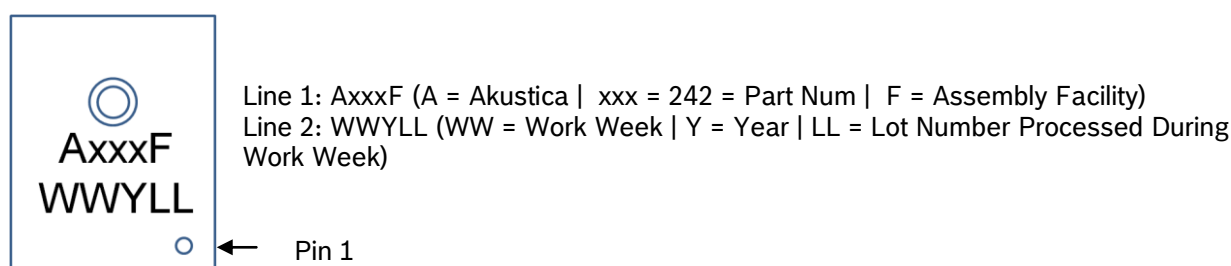 AxxxF
WWYLL
Line 1: AxxxF (A = Akustica | xxx = 242 = Part Num | F = Assembly Facility)
Line 2: WWYLL (WW = Work Week | Y = Year | LL = Lot Number Processed During
Work Week)
Pin 1